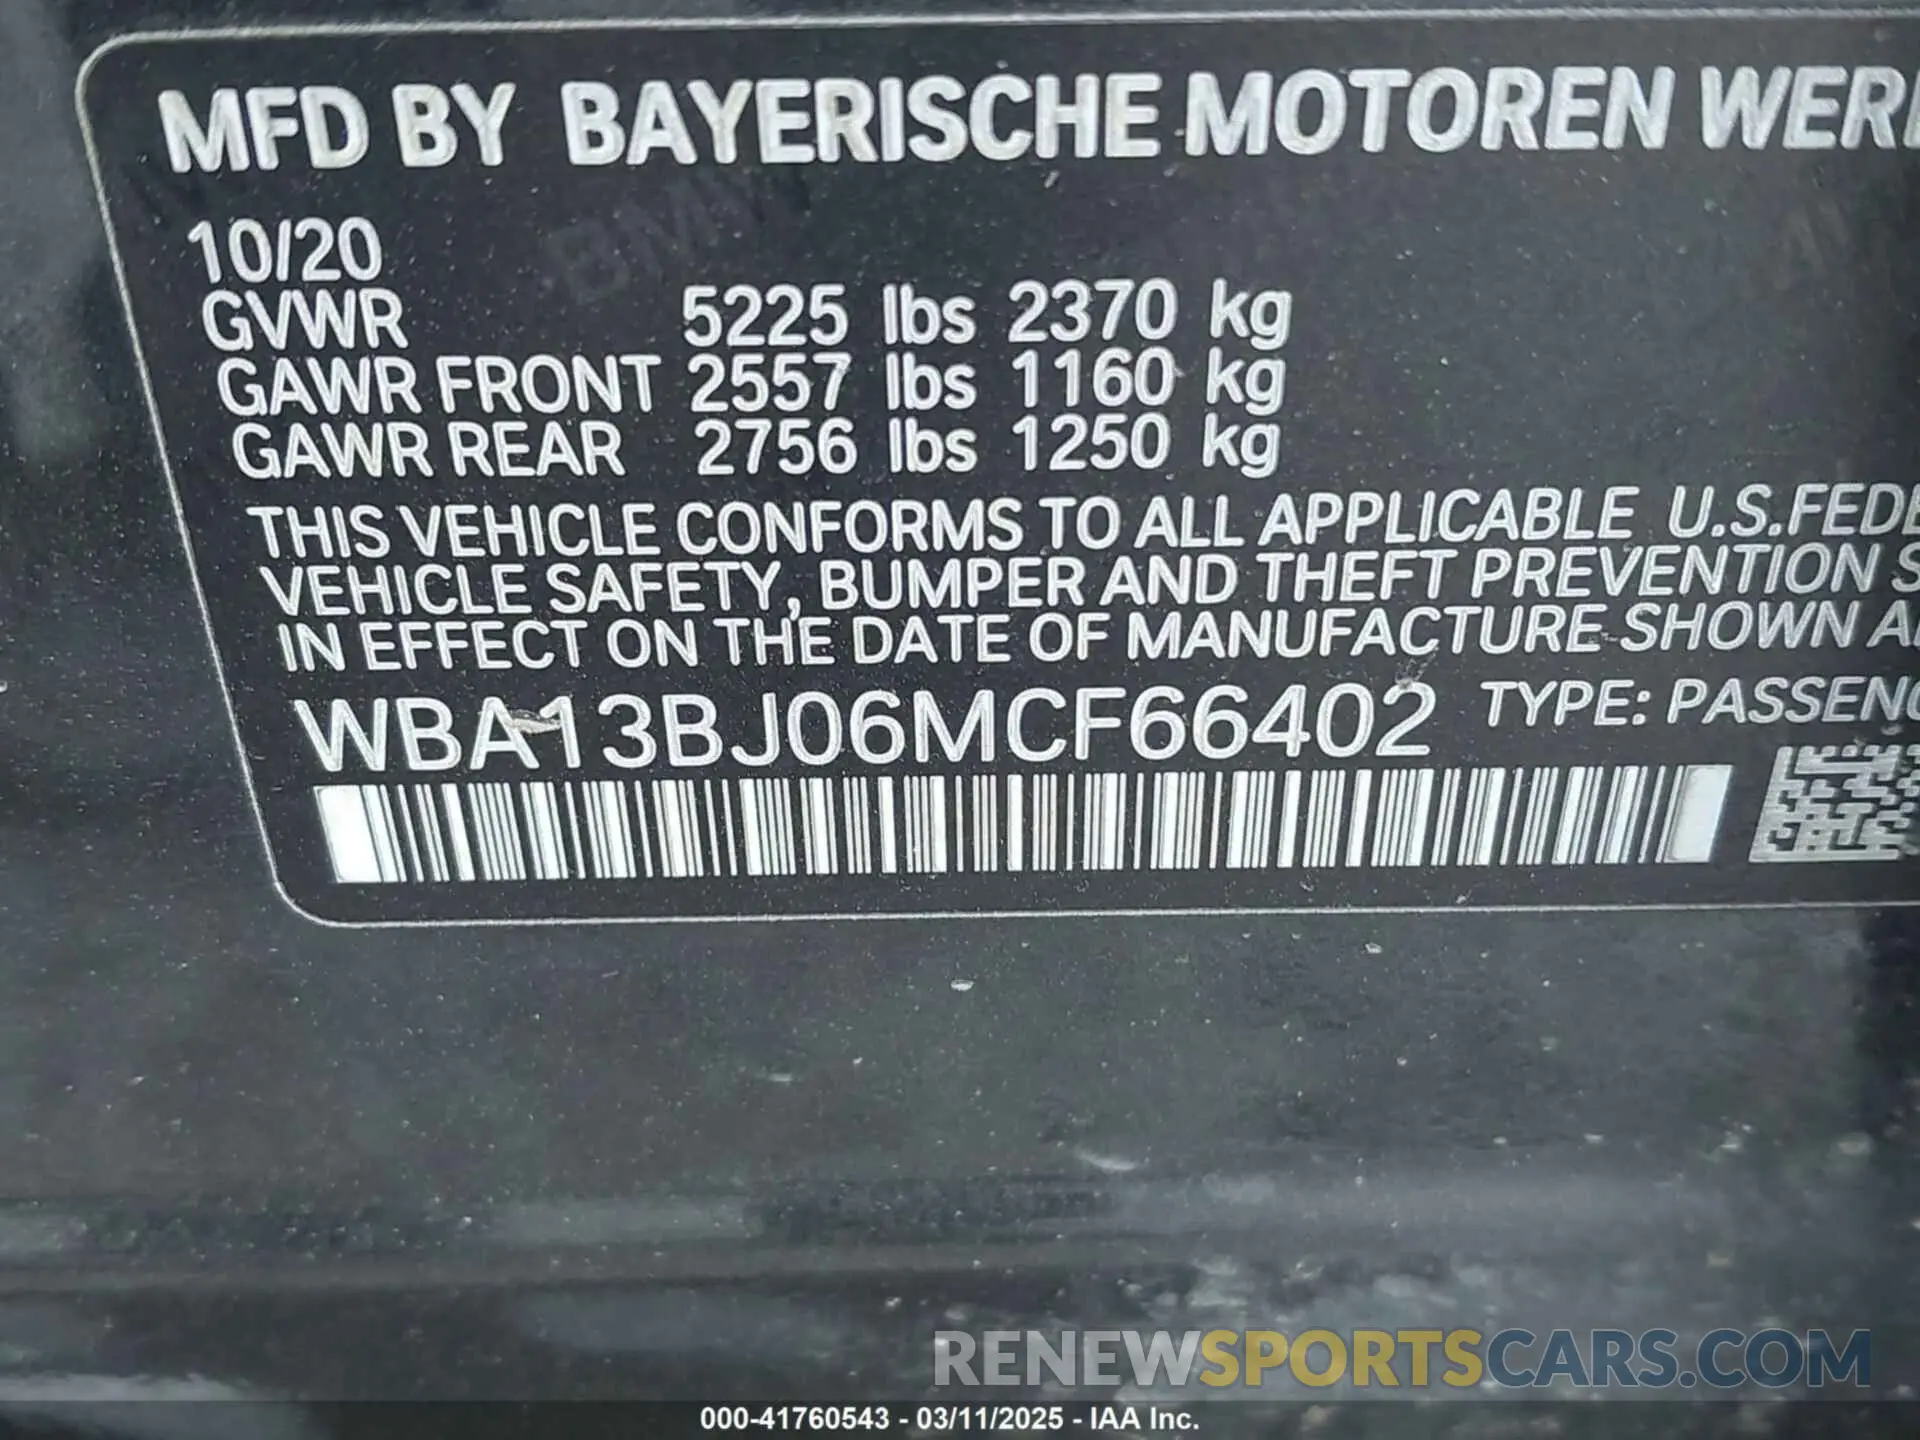 MFD BY BAYERISCHE MOTOREN WER
10/20
GVWR 5225 lbs 2370 kg
GAWR FRONT 2557 lbs 1160 kg
GAWR REAR 2756 lbs 1250 kg
THIS VEHICLE CONFORMS TO ALL APPLICABLE U.S.FEDE
VEHICLE SAFETY, BUMPER AND THEFT PREVENTION S
IN EFFECT ON THE DATE OF MANUFACTURE SHOWN A
WBA13BJ06MCF66402 TYPE: PASSENG
RENEWSPORTSCARS.COM
000-41760543 - 03/11/2025 - IAA Inc.